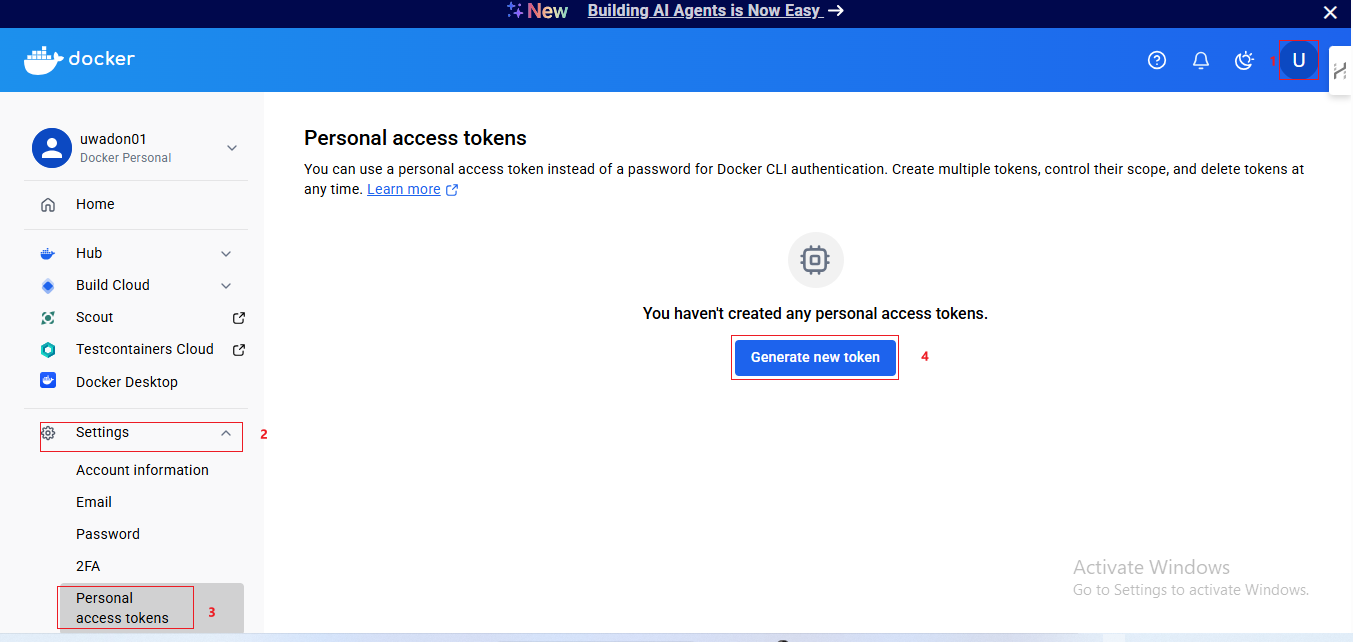 New Building AI Agents is Now Easy
docker
1
U
uwadon01
Docker Personal
Home
Hub
Build Cloud
Scout
Testcontainers Cloud
Docker Desktop
Settings
2
Account information
Email
Password
2FA
Personal
access tokens
3
Personal access tokens
You can use a personal access token instead of a password for Docker CLI authentication. Create multiple tokens, control their scope, and delete tokens at
any time. Learn more
You haven't created any personal access tokens.
Generate new token
4
Activate Windows
Go to Settings to activate Windows.